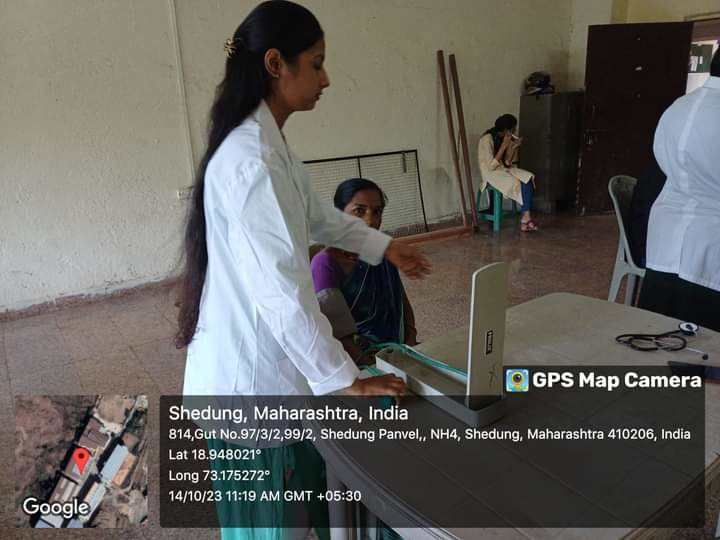 GPS Map Camera
Shedung, Maharashtra, India
814,Gut No.97/3/2,99/2, Shedung Panvel,, NH4, Shedung, Maharashtra 410206, India
Lat 18.948021°
Long 73.175272°
14/10/23 11:19 AM GMT +05:30
Google